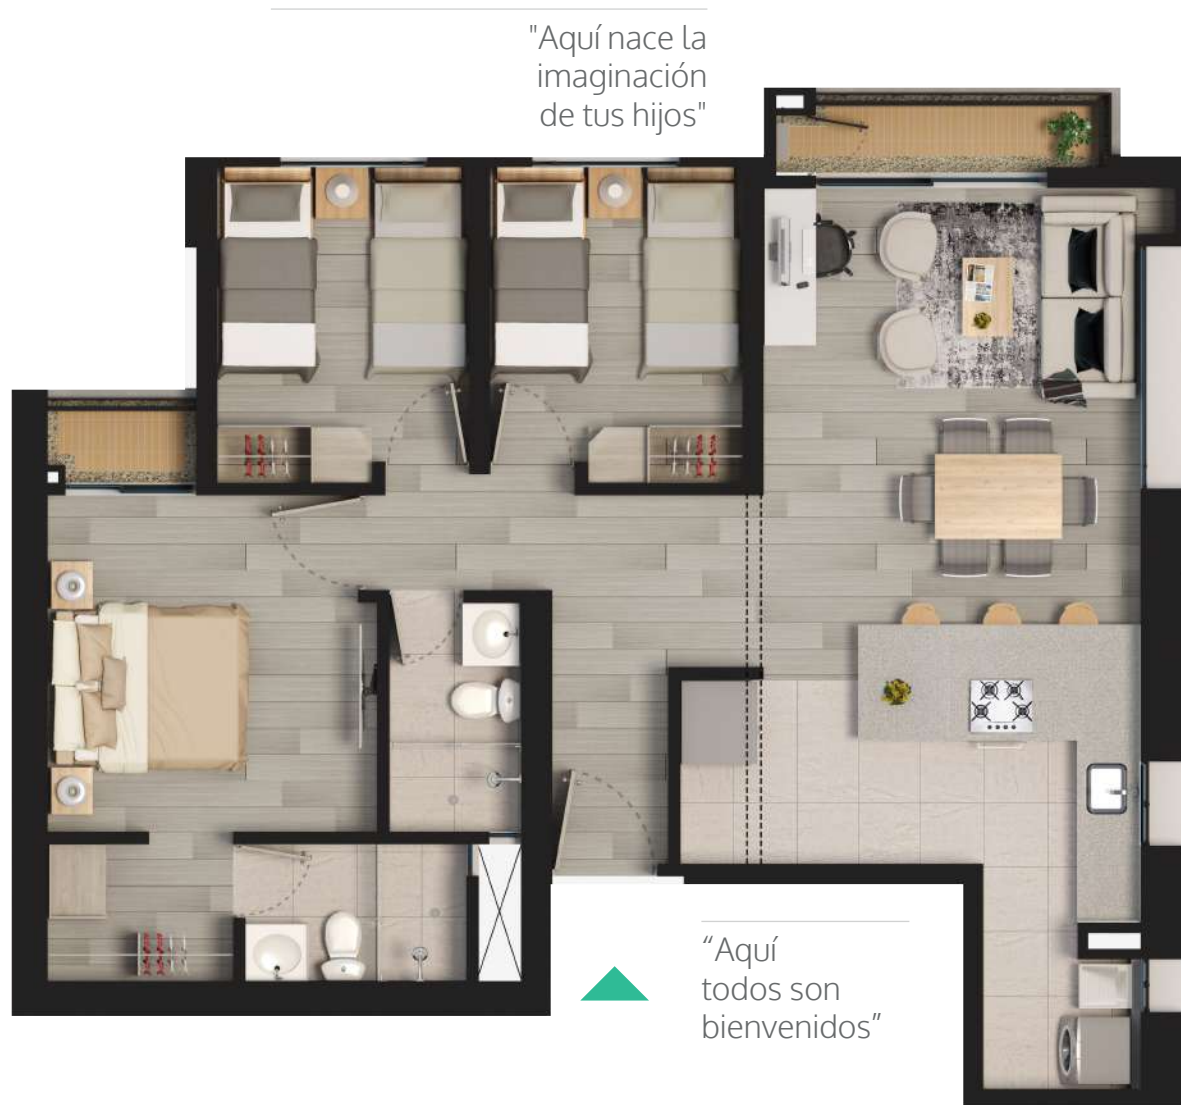 "Aquí nace la
imaginación
de tus hijos"
“Aquí
todos son
bienvenidos”